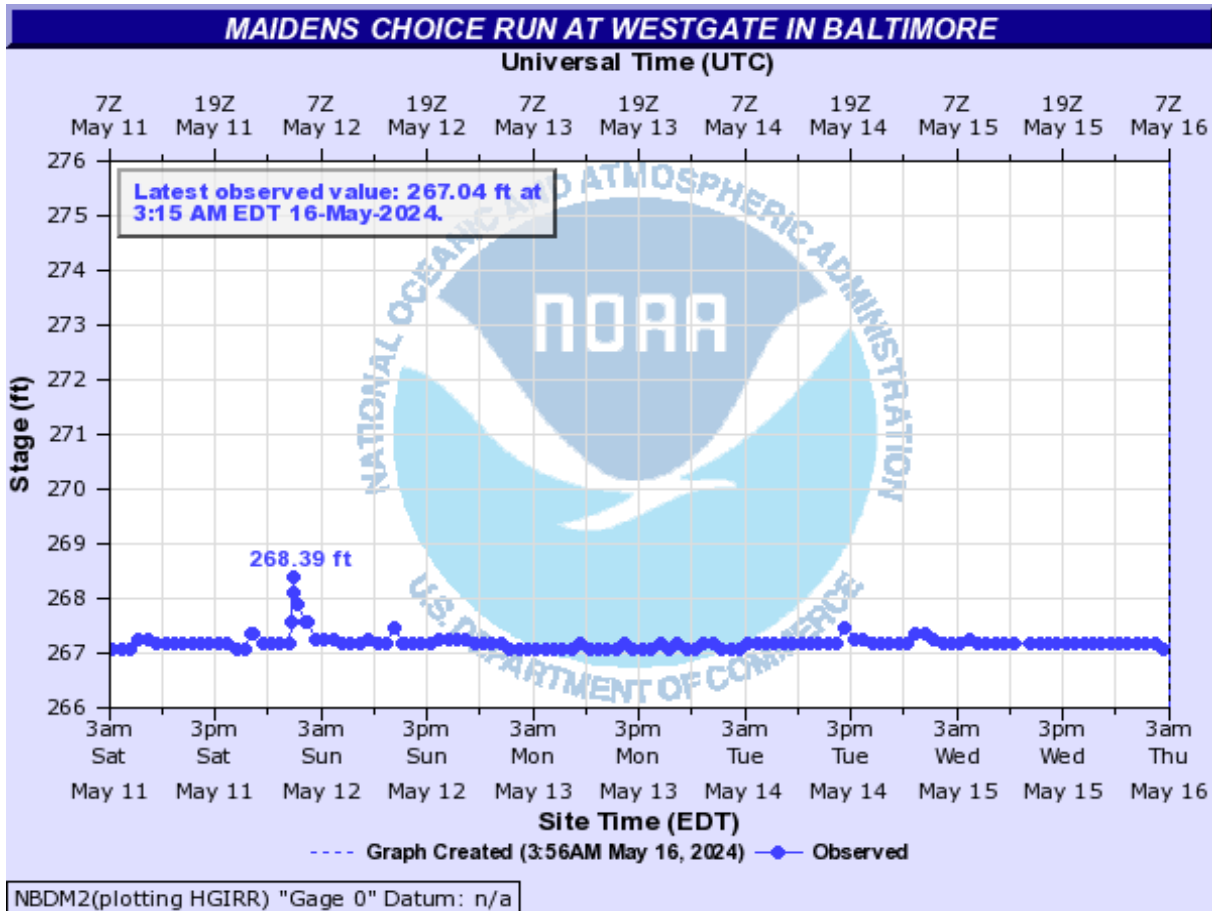 MAIDENS CHOICE RUN AT WESTGATE IN BALTIMORE
Universal Time (UTC)
7Z 19Z 7Z 19Z 7Z 19Z 7Z 19Z 7Z 19Z 7Z
May 11 May 11 May 12 May 12 May 13 May 13 May 14 May 14 May 15 May 15 May 16
276
Latest observed value: 267.04 ft at
3:15 AM EDT 16-May-2024.
275
274
273
272
271
270
269
268
267
266
Stage (ft)
NATIONAL OCEANIC AND ATMOSPHERIC ADMINISTRATION
NOAA
U.S. DEPARTMENT OF COMMERCE
268.39 ft
3am 3pm 3am 3pm 3am 3pm 3am 3pm 3am 3pm 3am
Sat Sat Sun Sun Mon Mon Tue Tue Wed Wed Thu
May 11 May 11 May 12 May 12 May 13 May 13 May 14 May 14 May 15 May 15 May 16
Site Time (EDT)
Graph Created (3:56AM May 16, 2024) Observed
NBDM2(plotting HGIRR) "Gage 0" Datum: n/a